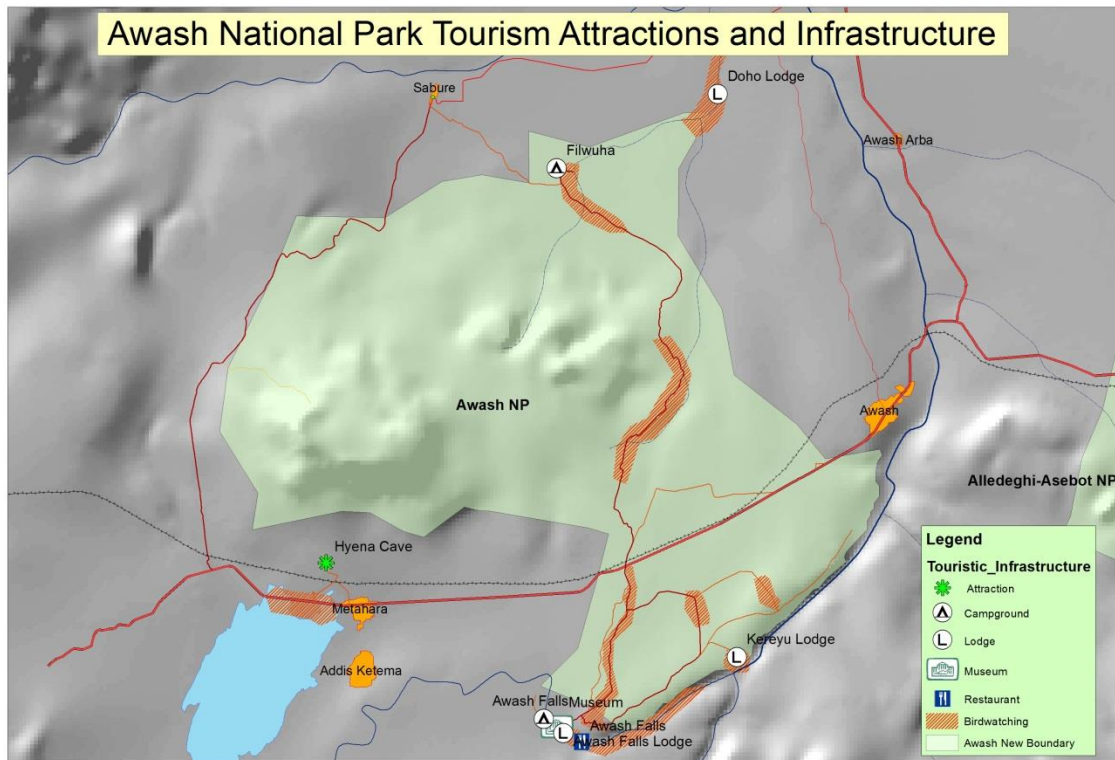 Awash National Park Tourism Attractions and Infrastructure
Doho Lodge
Sabure
Awash Arba
Filwuha
Awash NP
Awash
Alledeghi-Asebot NP
Hyena Cave
Metahara
Kereyu Lodge
Addis Ketema
Awash Falls Museum
Awash Falls
Awash Falls Lodge
Legend
Touristic_Infrastructure
Attraction
Campground
L Lodge
Museum
Restaurant
Birdwatching
Awash New Boundary